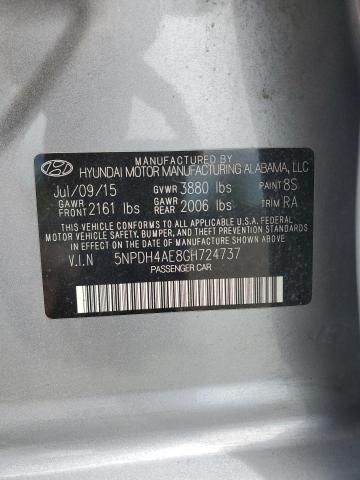 MANUFACTURED BY
HYUNDAI MOTOR MANUFACTURING ALABAMA, LLC
Jul/09/15 GVWR 3880 lbs PAINT 8S
GAWR FRONT 2161 lbs GAWR REAR 2006 lbs TRIM RA
THIS VEHICLE CONFORMS TO ALL APPLICABLE U.S.A. FEDERAL
MOTOR VEHICLE SAFETY, BUMPER, AND THEFT PREVENTION
STANDARDS IN EFFECT ON THE DATE OF MANUFACTURE
V.I.N 5NPDH4AE8GH724737
PASSENGER CAR